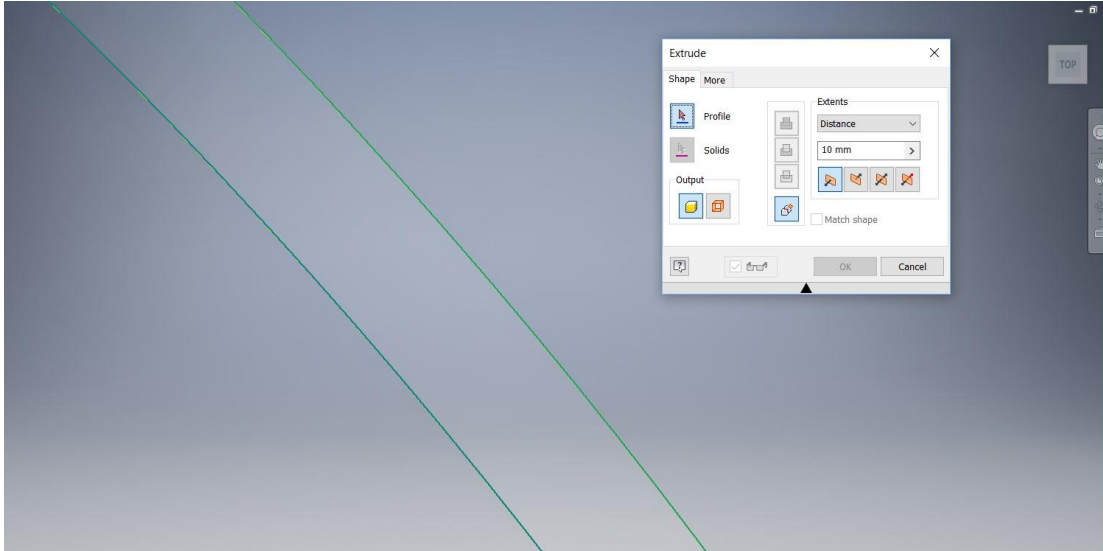 Extrude
TOP
Shape More
Extents
Profile
Distance
Solids
10 mm
Output
Match shape
?
OK Cancel